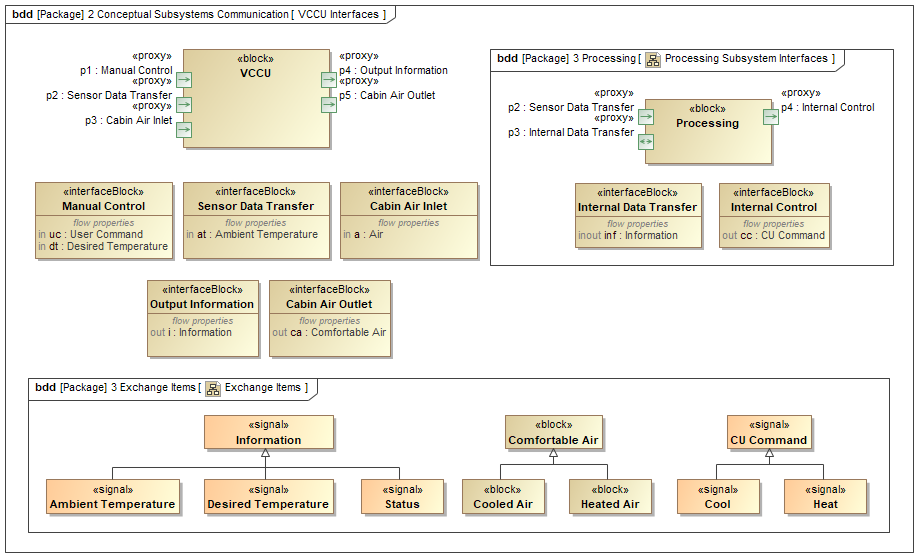 bdd [Package] 2 Conceptual Subsystems Communication [ VCCU Interfaces ]
«proxy»
p1 : Manual Control
«proxy»
p2 : Sensor Data Transfer
«proxy»
p3 : Cabin Air Inlet
«block»
VCCU
«proxy»
p4 : Output Information
«proxy»
p5 : Cabin Air Outlet
bdd [Package] 3 Processing [ Processing Subsystem Interfaces ]
«proxy»
p2 : Sensor Data Transfer
«proxy»
p3 : Internal Data Transfer
«block»
Processing
«proxy»
p4 : Internal Control
«interfaceBlock»
Manual Control
flow properties
in uc : User Command
in dt : Desired Temperature
«interfaceBlock»
Sensor Data Transfer
flow properties
in at : Ambient Temperature
«interfaceBlock»
Cabin Air Inlet
flow properties
in a : Air
«interfaceBlock»
Internal Data Transfer
flow properties
inout inf : Information
«interfaceBlock»
Internal Control
flow properties
out cc : CU Command
«interfaceBlock»
Output Information
flow properties
out i : Information
«interfaceBlock»
Cabin Air Outlet
flow properties
out ca : Comfortable Air
bdd [Package] 3 Exchange Items [ Exchange Items ]
«signal»
Information
«block»
Comfortable Air
«signal»
CU Command
«signal»
Ambient Temperature
«signal»
Desired Temperature
«signal»
Status
«block»
Cooled Air
«block»
Heated Air
«signal»
Cool
«signal»
Heat